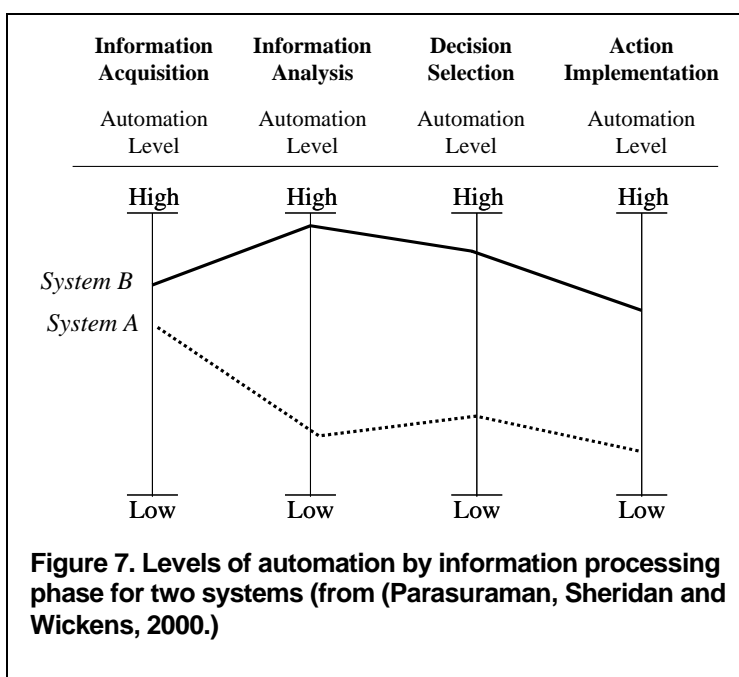 Information Information Decision Action
Acquisition Analysis Selection Implementation
Automation Automation Automation Automation
Level Level Level Level
High High High High
System B
System A
Low Low Low Low
Figure 7. Levels of automation by information processing
phase for two systems (from (Parasuraman, Sheridan and
Wickens, 2000.)